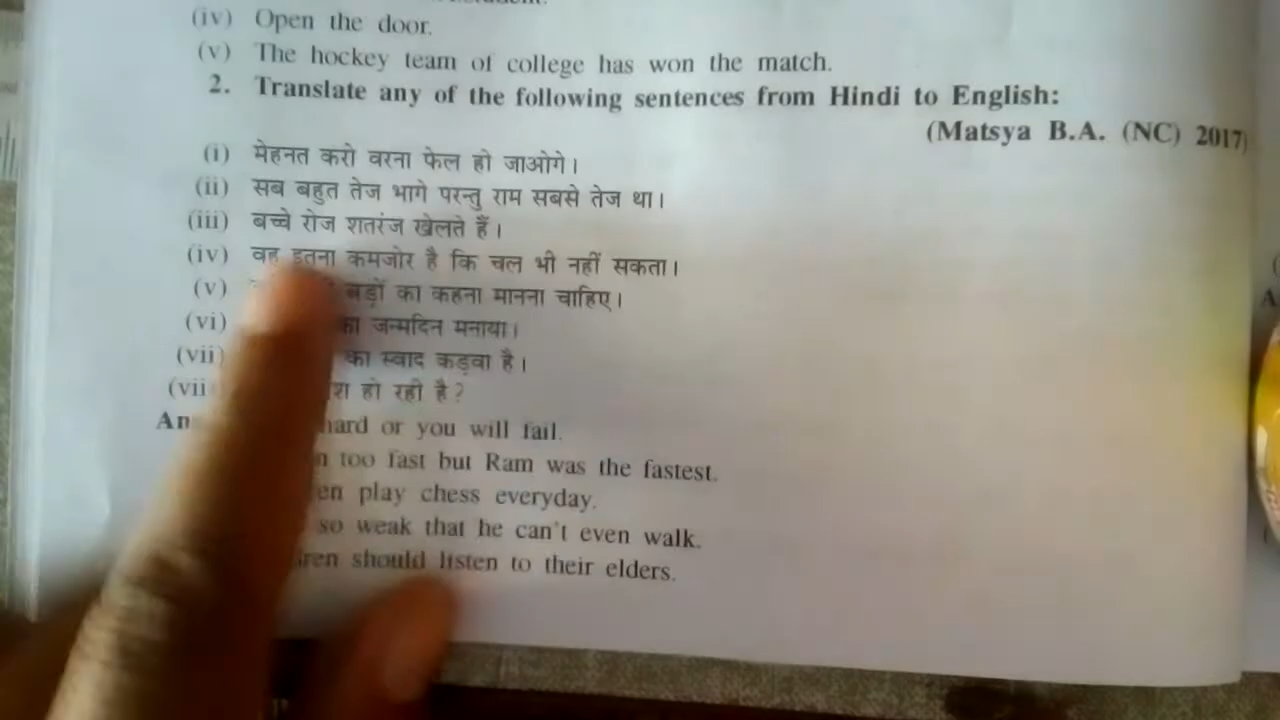 (iv) Open the door.
(v) The hockey team of college has won the match.
2. Translate any of the following sentences from Hindi to English:
(Matsya B.A. (NC) 2017)
(i) मेहनत करो वरना फेल हो जाओगे।
(ii) सब बहुत तेज भागे परन्तु राम सबसे तेज था।
(iii) बच्चे रोज शतरंज खेलते हैं।
(iv) वह इतना कमजोर है कि चल भी नहीं सकता।
(v) बड़ों का कहना मानना चाहिए।
(vi) का जन्मदिन मनाया।
(vii) का स्वाद कड़वा है।
(vii हो रही है?
hard or you will fail.
too fast but Ram was the fastest.
play chess everyday.
so weak that he can't even walk.
should listen to their elders.